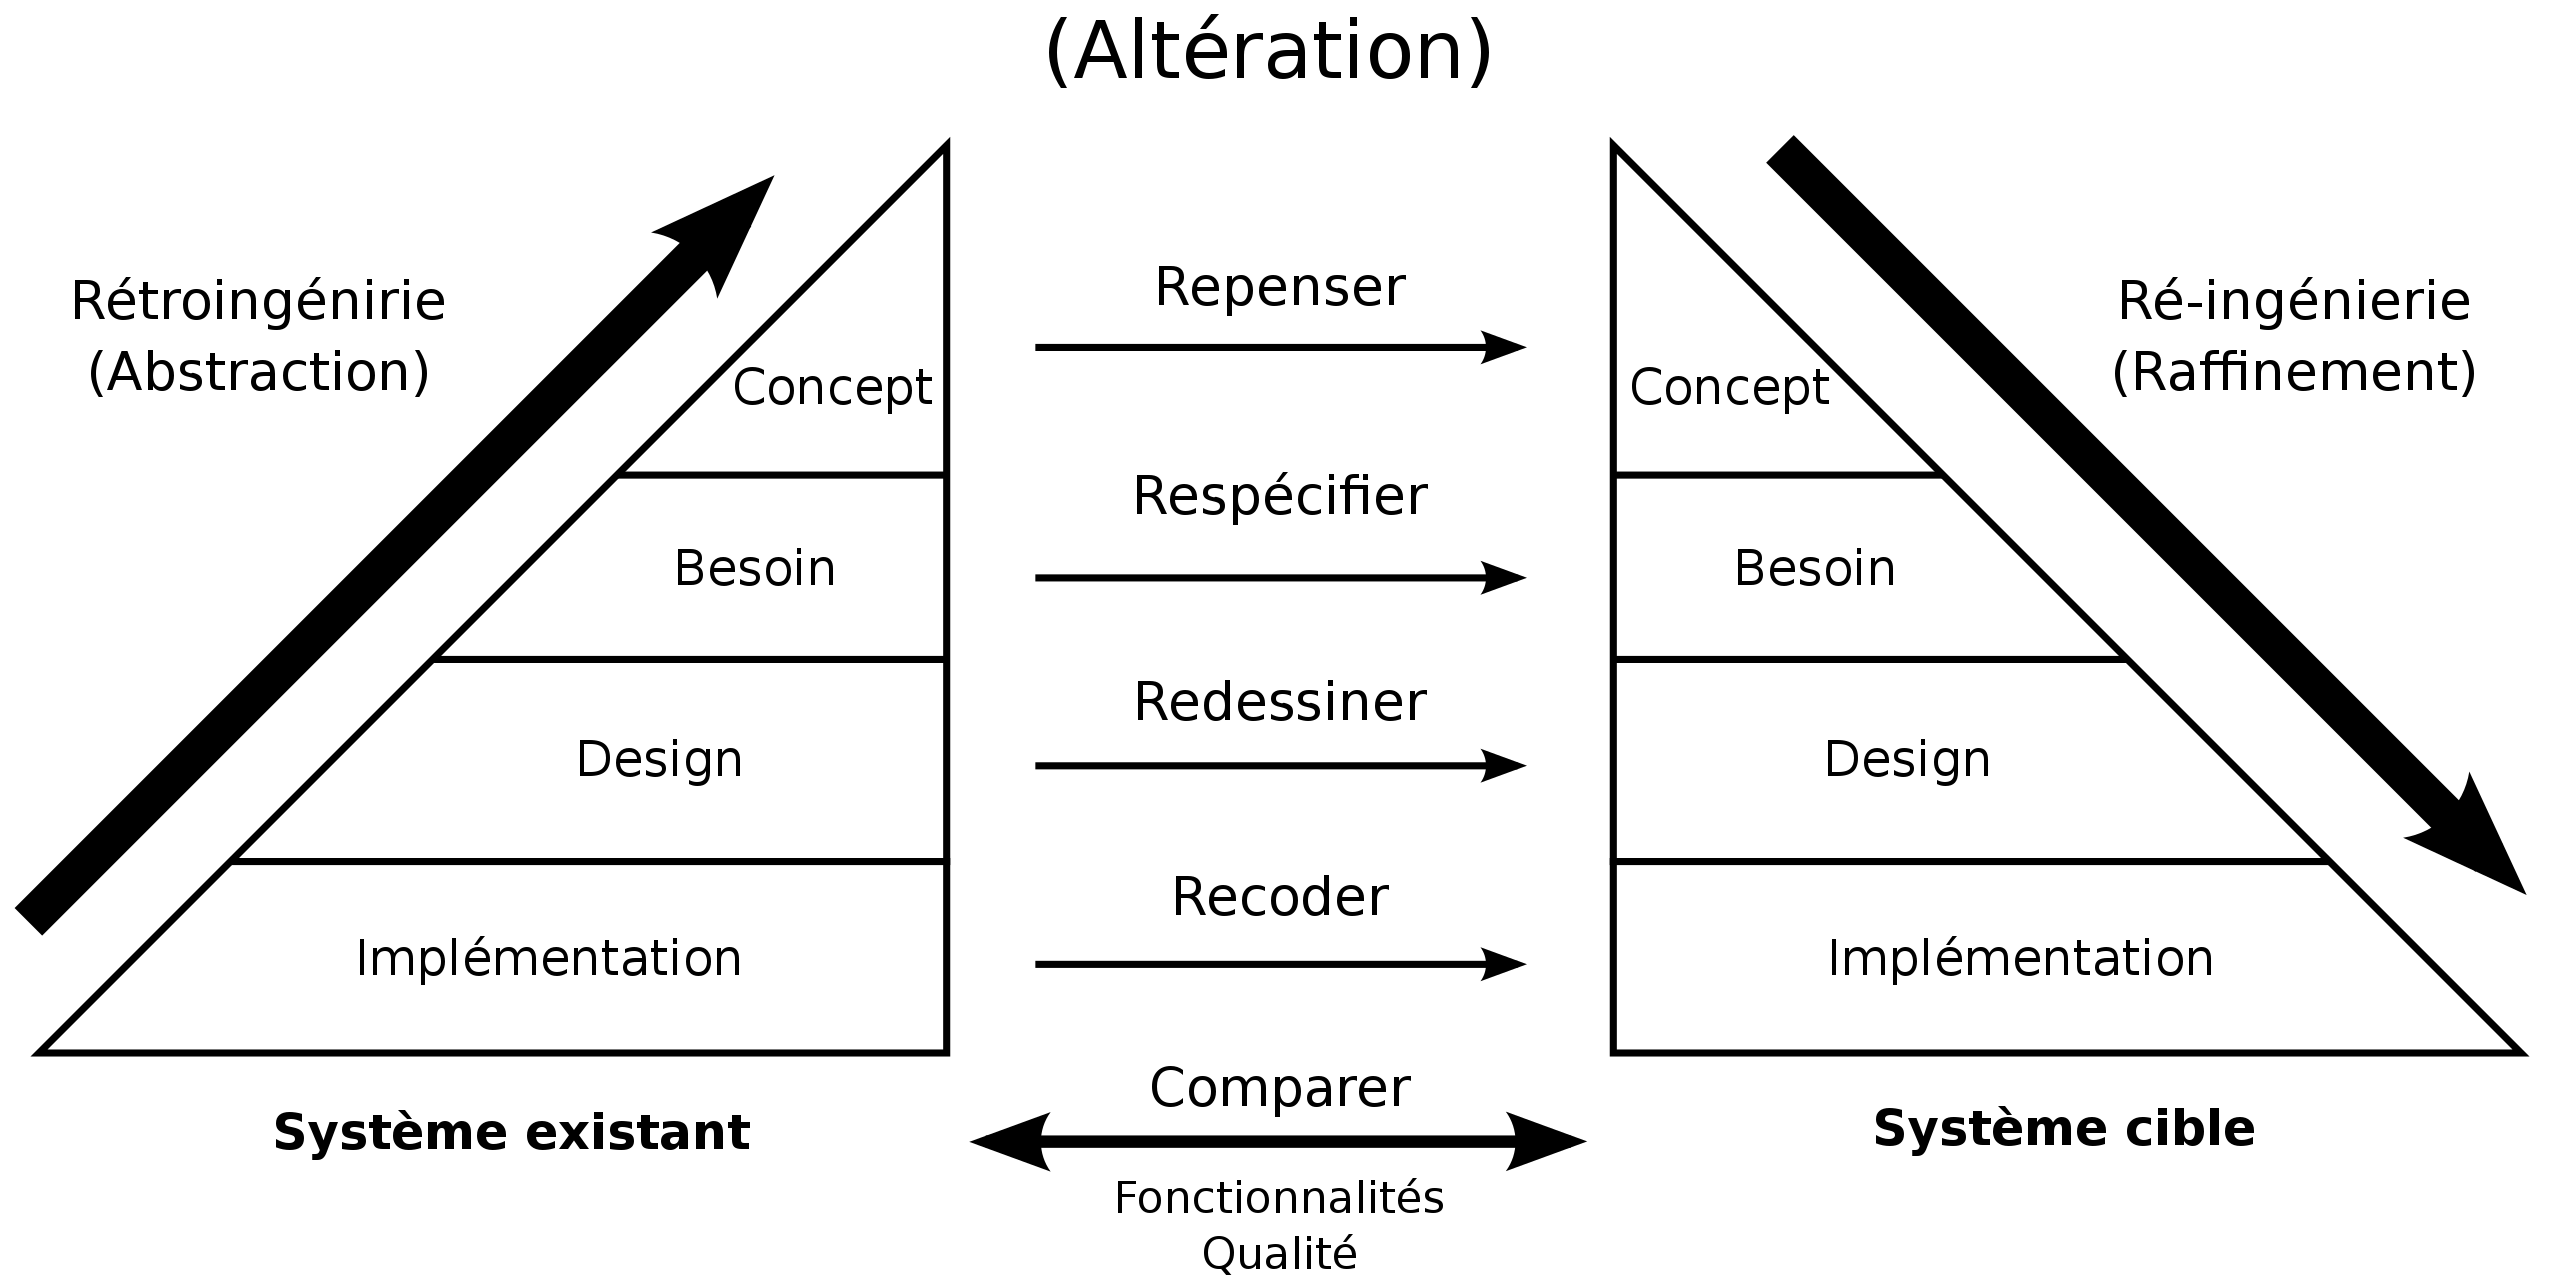 (Altération)
Rétroingénirie
(Abstraction)
Concept
Besoin
Design
Implémentation
Système existant
Repenser
Respécifier
Redessiner
Recoder
Comparer
Fonctionnalités
Qualité
Concept
Besoin
Design
Implémentation
Système cible
Ré-ingénierie
(Raffinement)